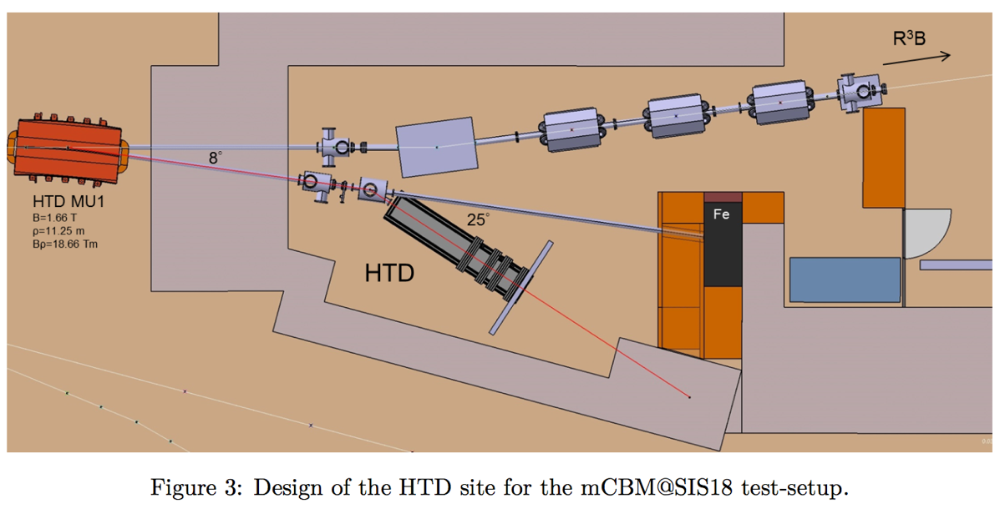 R³B
8°
HTD MU1
B=1.66 T
ρ=11.25 m
Bρ=18.66 Tm
25°
Fe
HTD
Figure 3: Design of the HTD site for the mCBM@SIS18 test-setup.